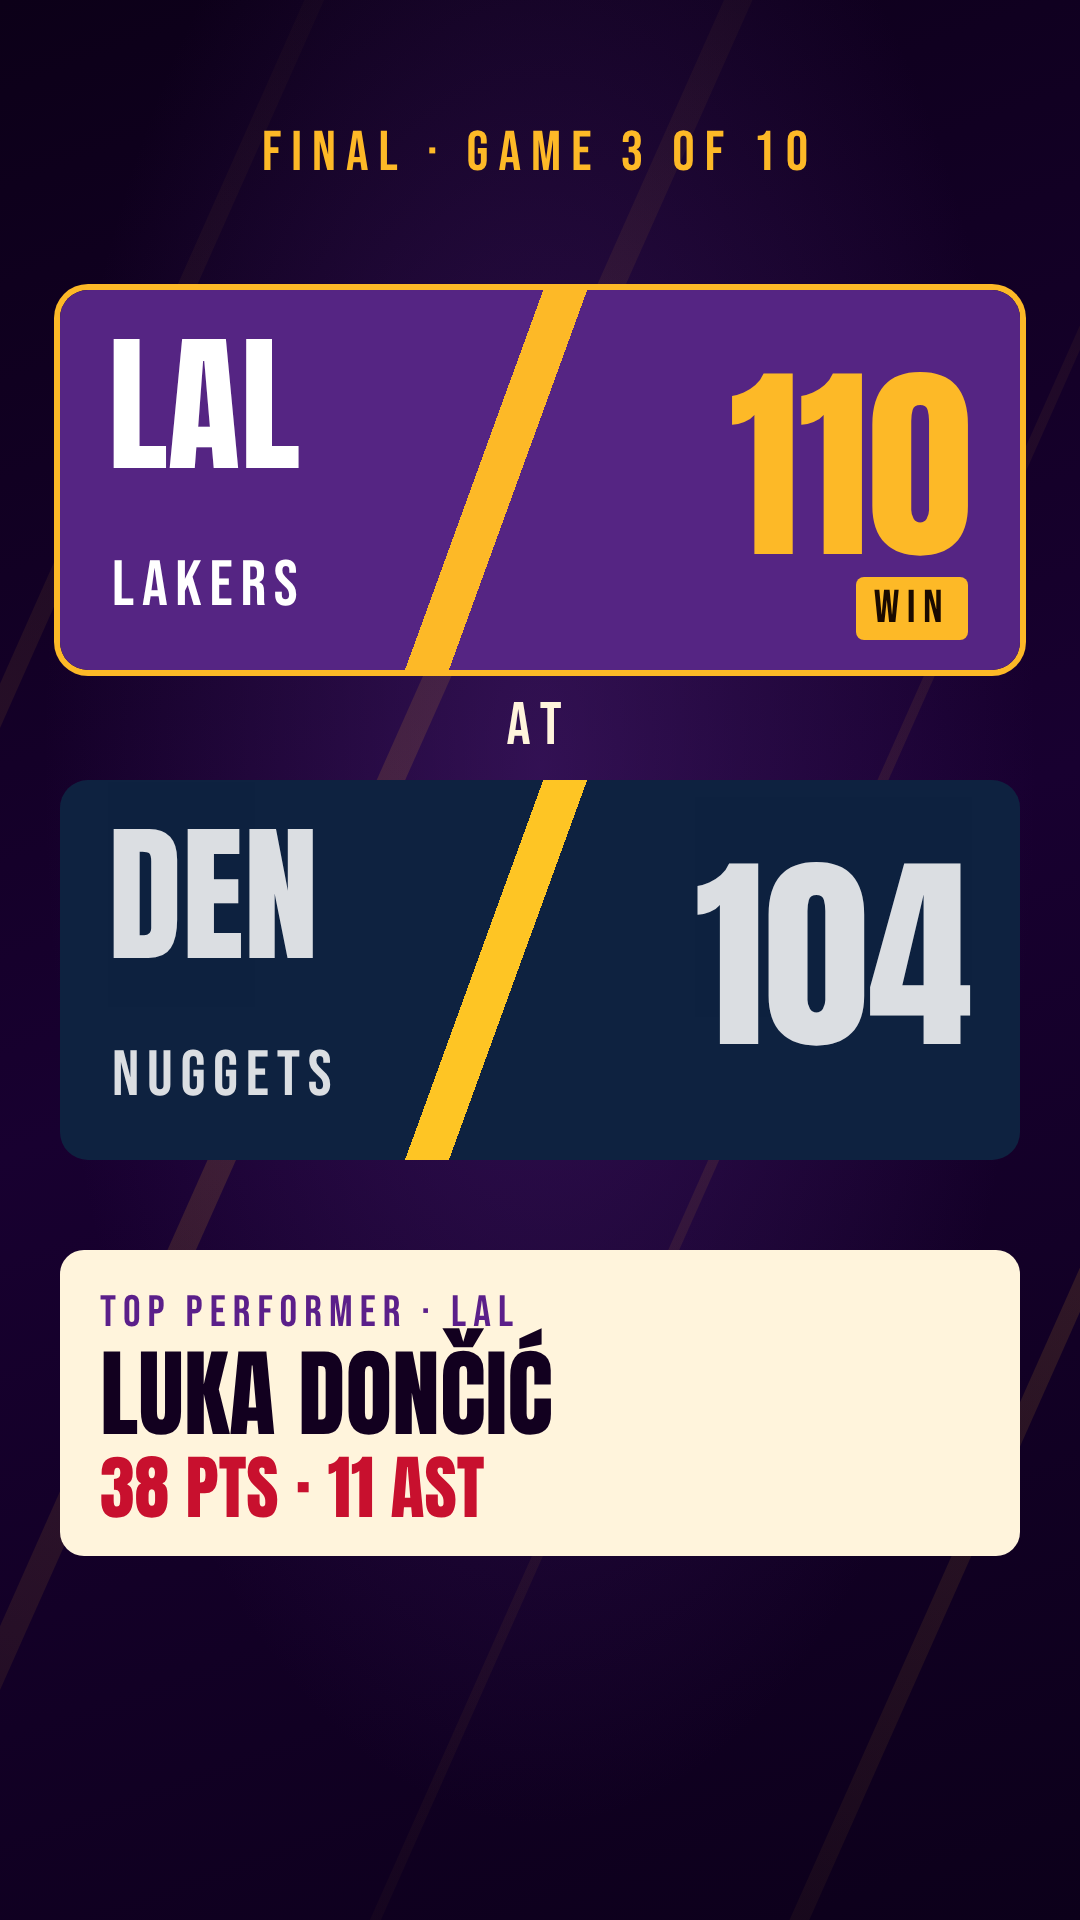 FINAL · GAME 3 OF 10
LAL
110
LAKERS
WIN
AT
DEN
104
NUGGETS
TOP PERFORMER · LAL
LUKA DONČIĆ
38 PTS · 11 AST